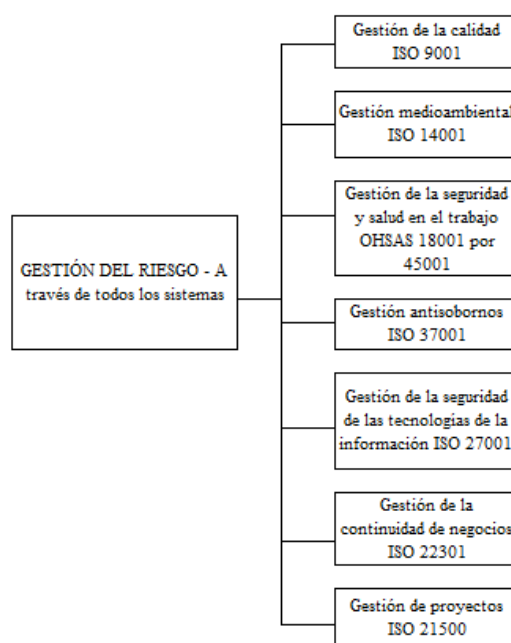 Gestión de la calidad
ISO 9001
Gestión medioambiental
ISO 14001
Gestión de la seguridad
y salud en el trabajo
OHSAS 18001 por
45001
GESTIÓN DEL RIESGO - A
través de todos los sistemas
Gestión antisobornos
ISO 37001
Gestión de la seguridad
de las tecnologías de la
información ISO 27001
Gestión de la
continuidad de negocios
ISO 22301
Gestión de proyectos
ISO 21500